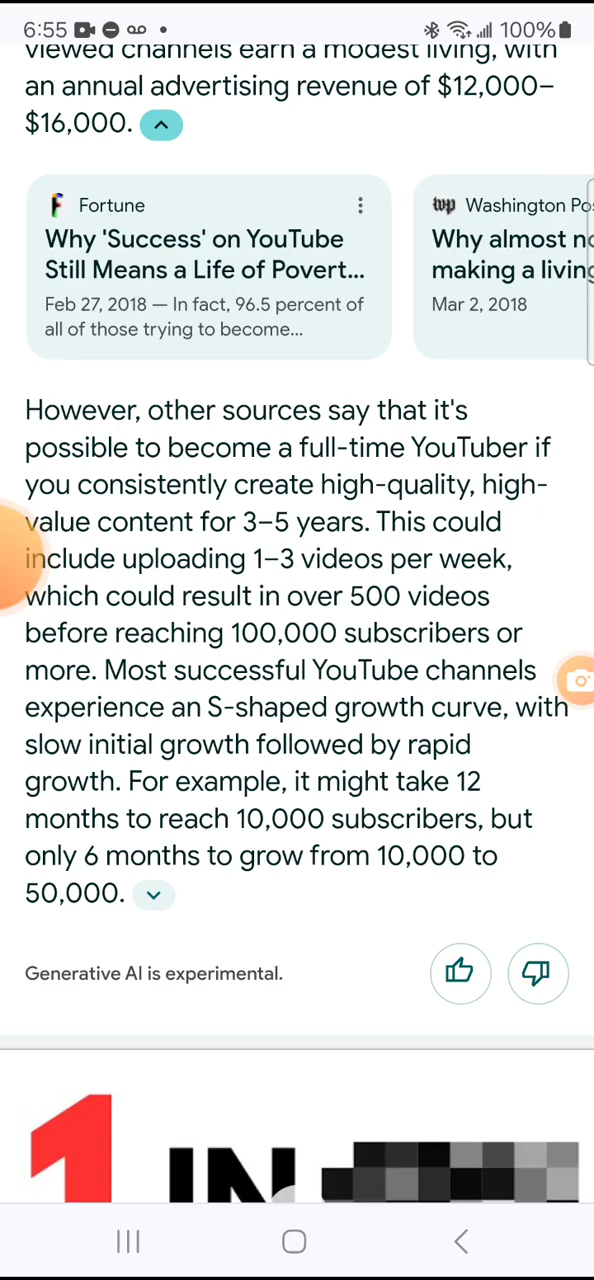 6:55
100%
viewed channels earn a modest living, with
an annual advertising revenue of $12,000–
$16,000.
Fortune
Why 'Success' on YouTube
Still Means a Life of Povert...
Feb 27, 2018 — In fact, 96.5 percent of
all of those trying to become...
wp Washington Pos
Why almost no
making a living
Mar 2, 2018
However, other sources say that it's
possible to become a full-time YouTuber if
you consistently create high-quality, high-
value content for 3–5 years. This could
include uploading 1–3 videos per week,
which could result in over 500 videos
before reaching 100,000 subscribers or
more. Most successful YouTube channels
experience an S-shaped growth curve, with
slow initial growth followed by rapid
growth. For example, it might take 12
months to reach 10,000 subscribers, but
only 6 months to grow from 10,000 to
50,000.
Generative AI is experimental.
1 IN